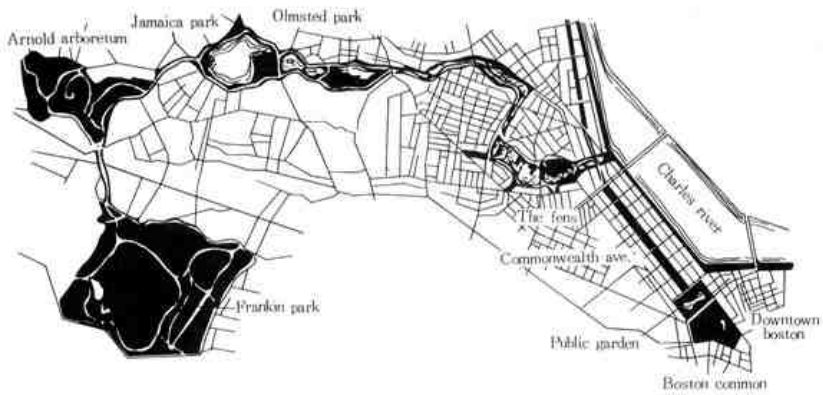 Jamaica park
Olmsted park
Arnold arboretum
Charles river
The fens
Commonwealth ave.
Frankin park
Public garden
Downtown
boston
Boston common